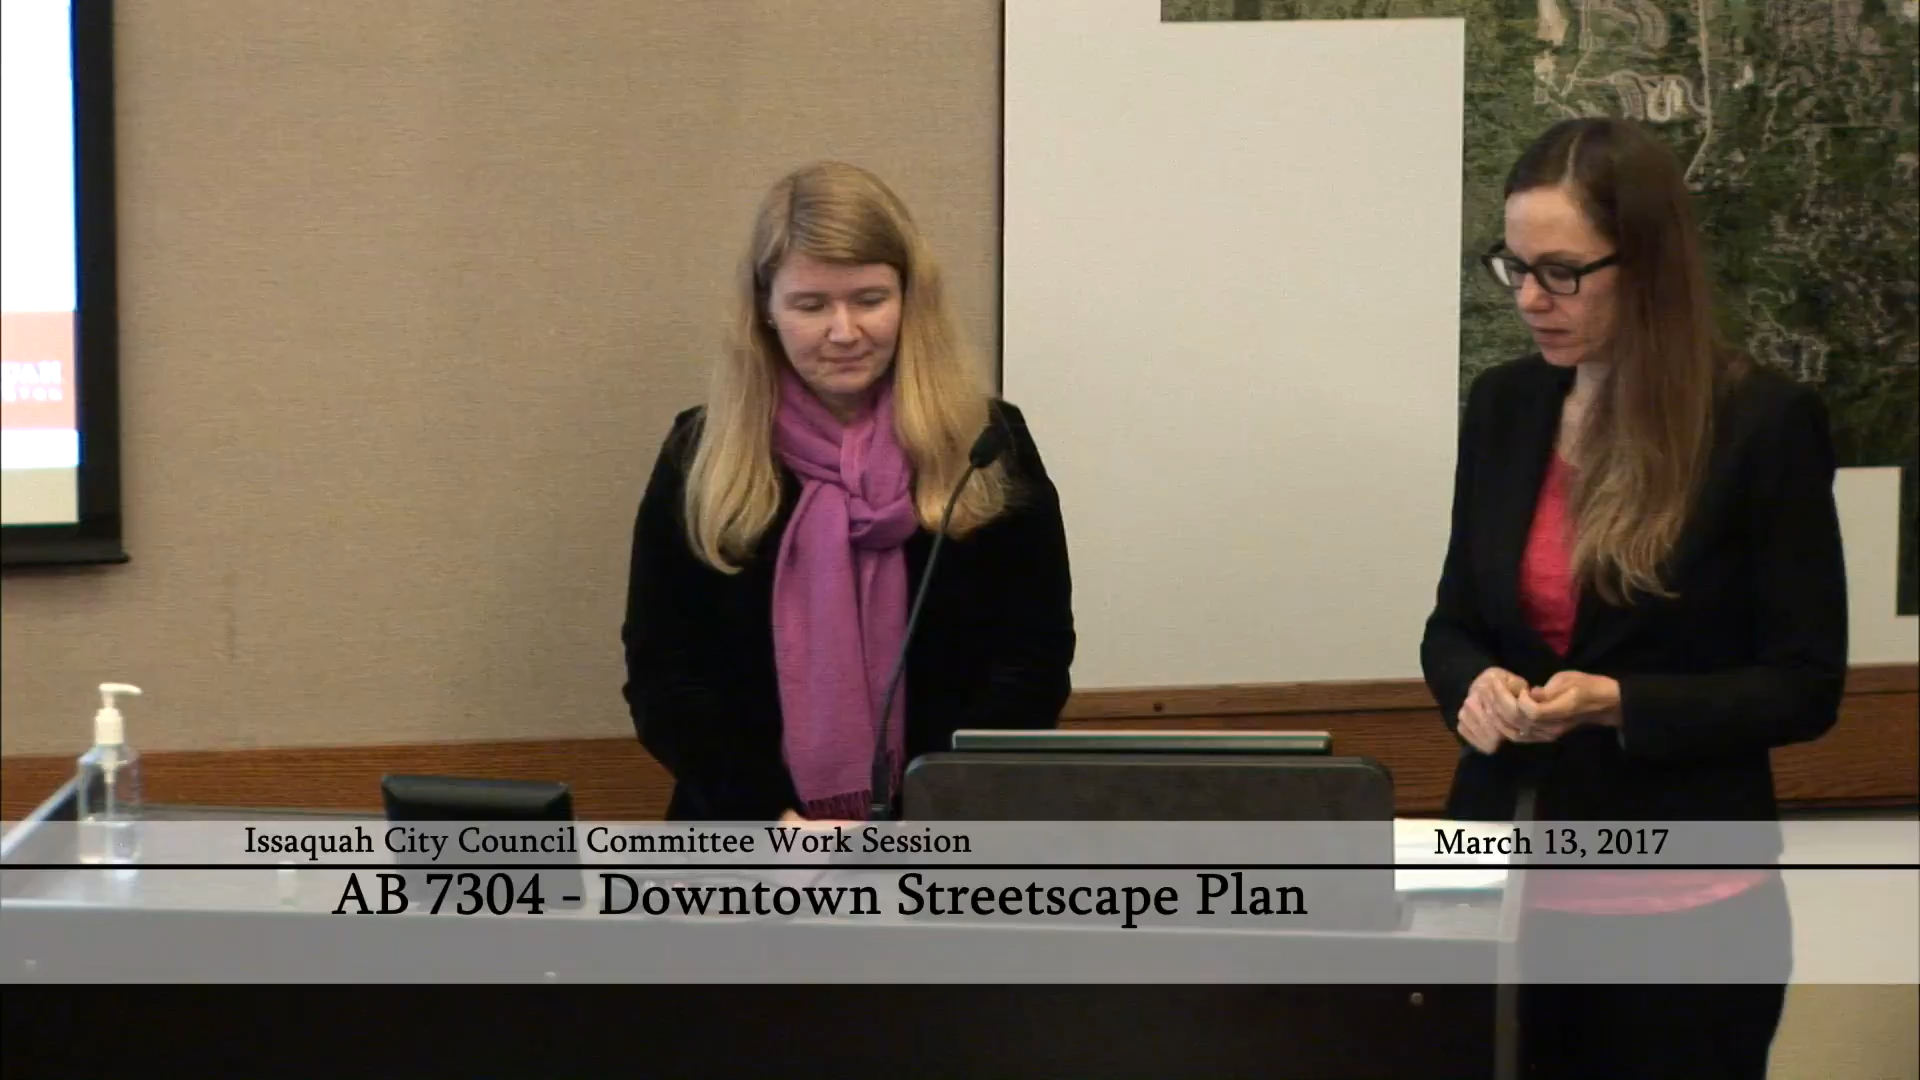 Issaquah City Council Committee Work Session
March 13, 2017
AB 7304 - Downtown Streetscape Plan